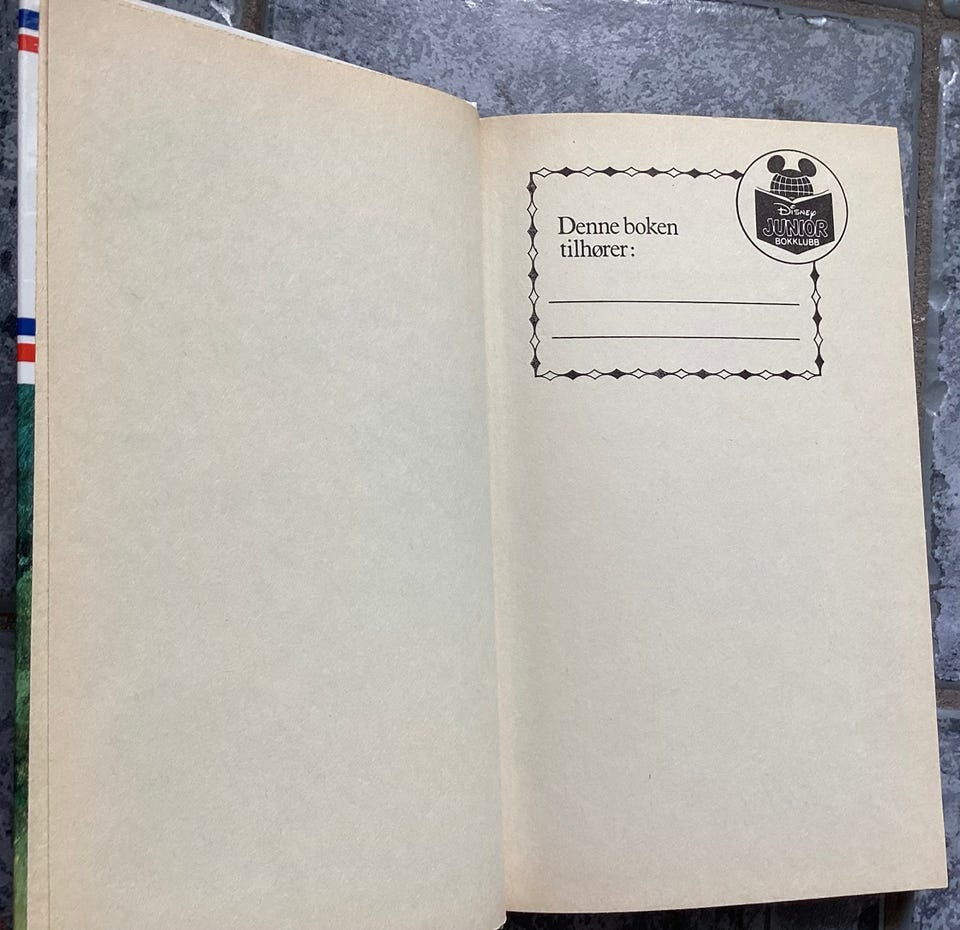 Denne boken
tilhører:
Disney
JUNIOR
BOKKLUBB